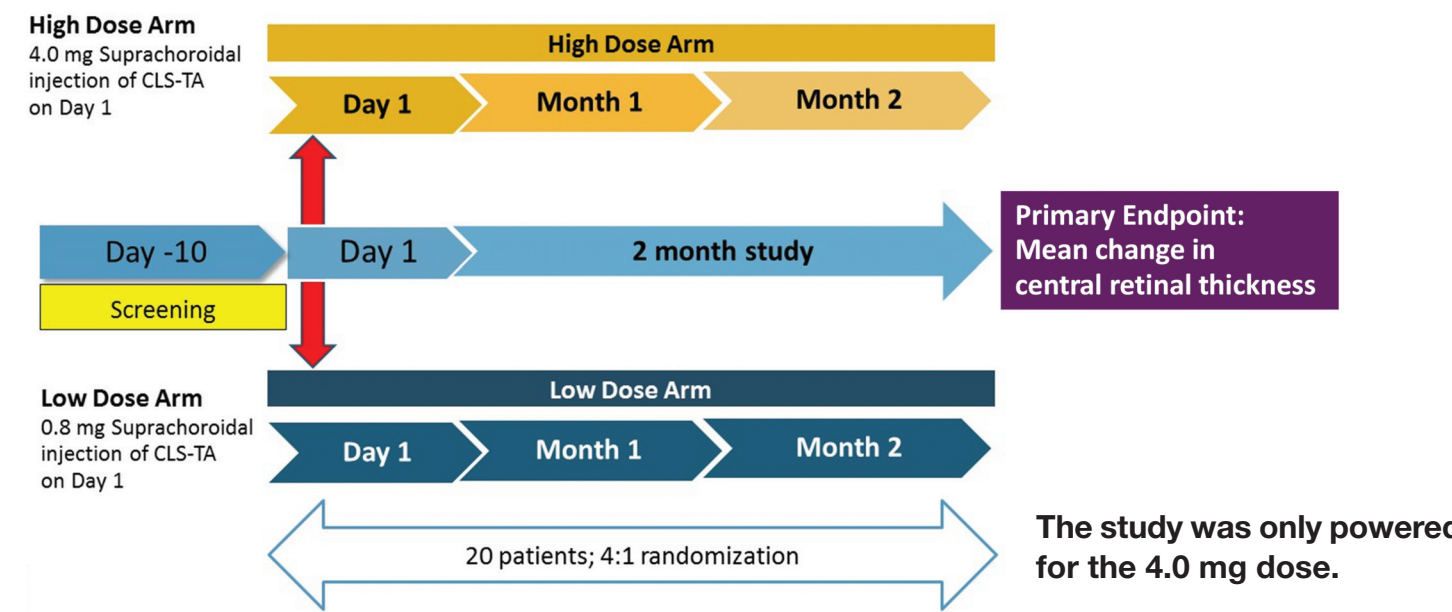 High Dose Arm
4.0 mg Suprachoroidal
injection of CLS-TA
on Day 1
High Dose Arm
Day 1
Month 1
Month 2
Day -10
Screening
Day 1
2 month study
Primary Endpoint:
Mean change in
central retinal thickness
Low Dose Arm
0.8 mg Suprachoroidal
injection of CLS-TA
on Day 1
Low Dose Arm
Day 1
Month 1
Month 2
20 patients; 4:1 randomization
The study was only powered
for the 4.0 mg dose.